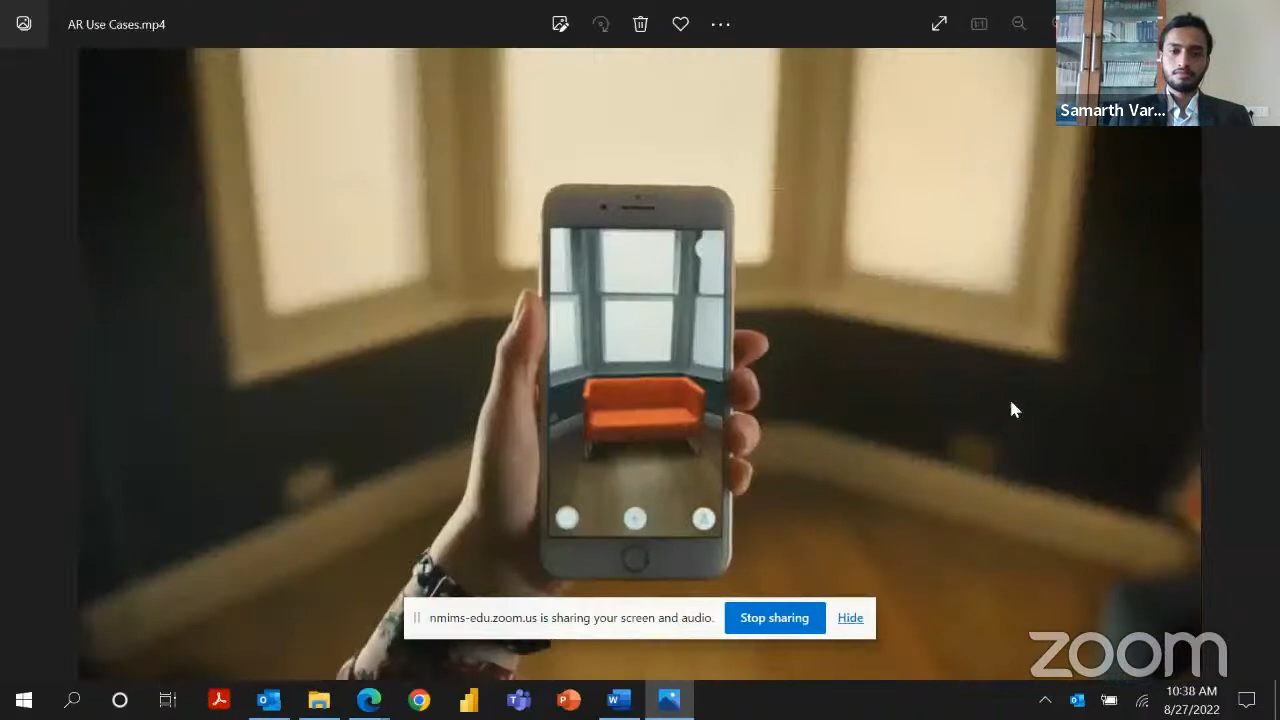 AR Use Cases.mp4
Samarth Var...
nmims-edu.zoom.us is sharing your screen and audio.
Stop sharing
Hide
zoom
10:38 AM
8/27/2022